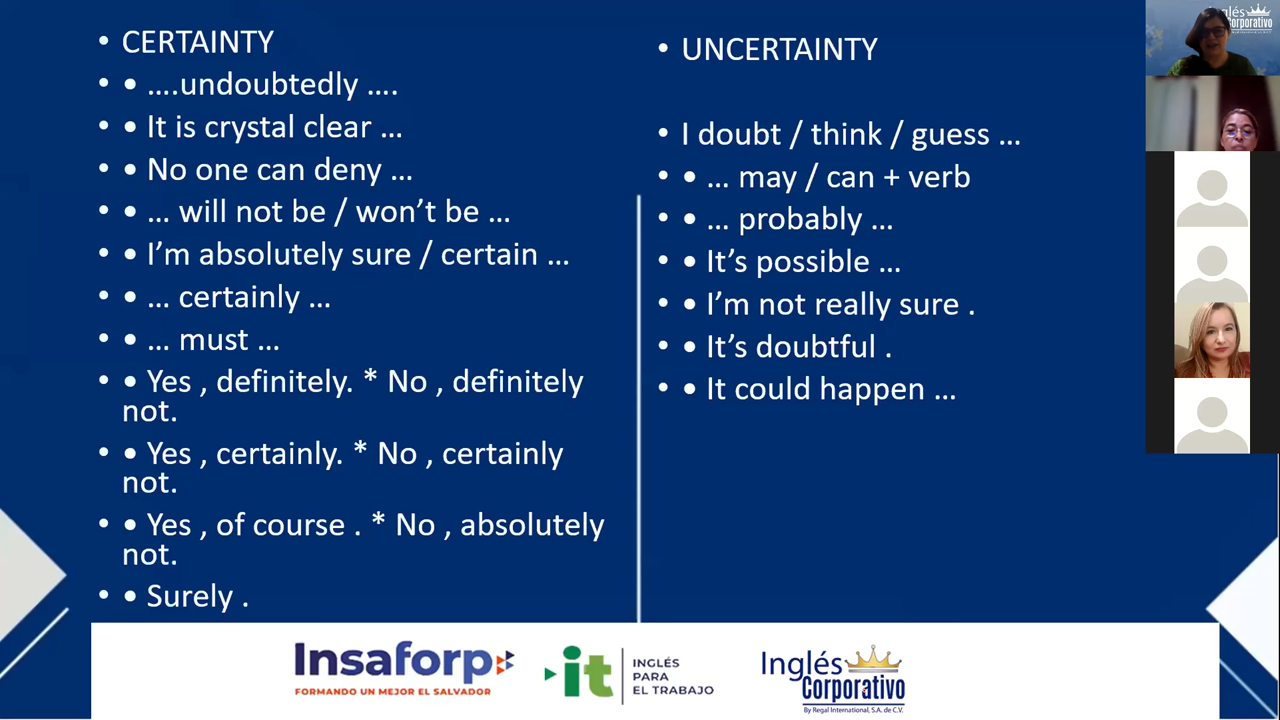 • CERTAINTY
• • ….undoubtedly ….
• • It is crystal clear …
• • No one can deny …
• • … will not be / won’t be …
• • I’m absolutely sure / certain …
• • … certainly …
• • … must …
• • Yes , definitely. * No , definitely
not.
• • Yes , certainly. * No , certainly
not.
• • Yes , of course . * No , absolutely
not.
• • Surely .
• UNCERTAINTY
• I doubt / think / guess …
• • … may / can + verb
• • … probably …
• • It’s possible …
• • I’m not really sure .
• • It’s doubtful .
• • It could happen …
Inglés
Corporativo
Insaforp
FORMANDO UN MEJOR EL SALVADOR
it
INGLÉS
PARA
EL TRABAJO
Inglés
Corporativo
By Regal International, S.A. de C.V.